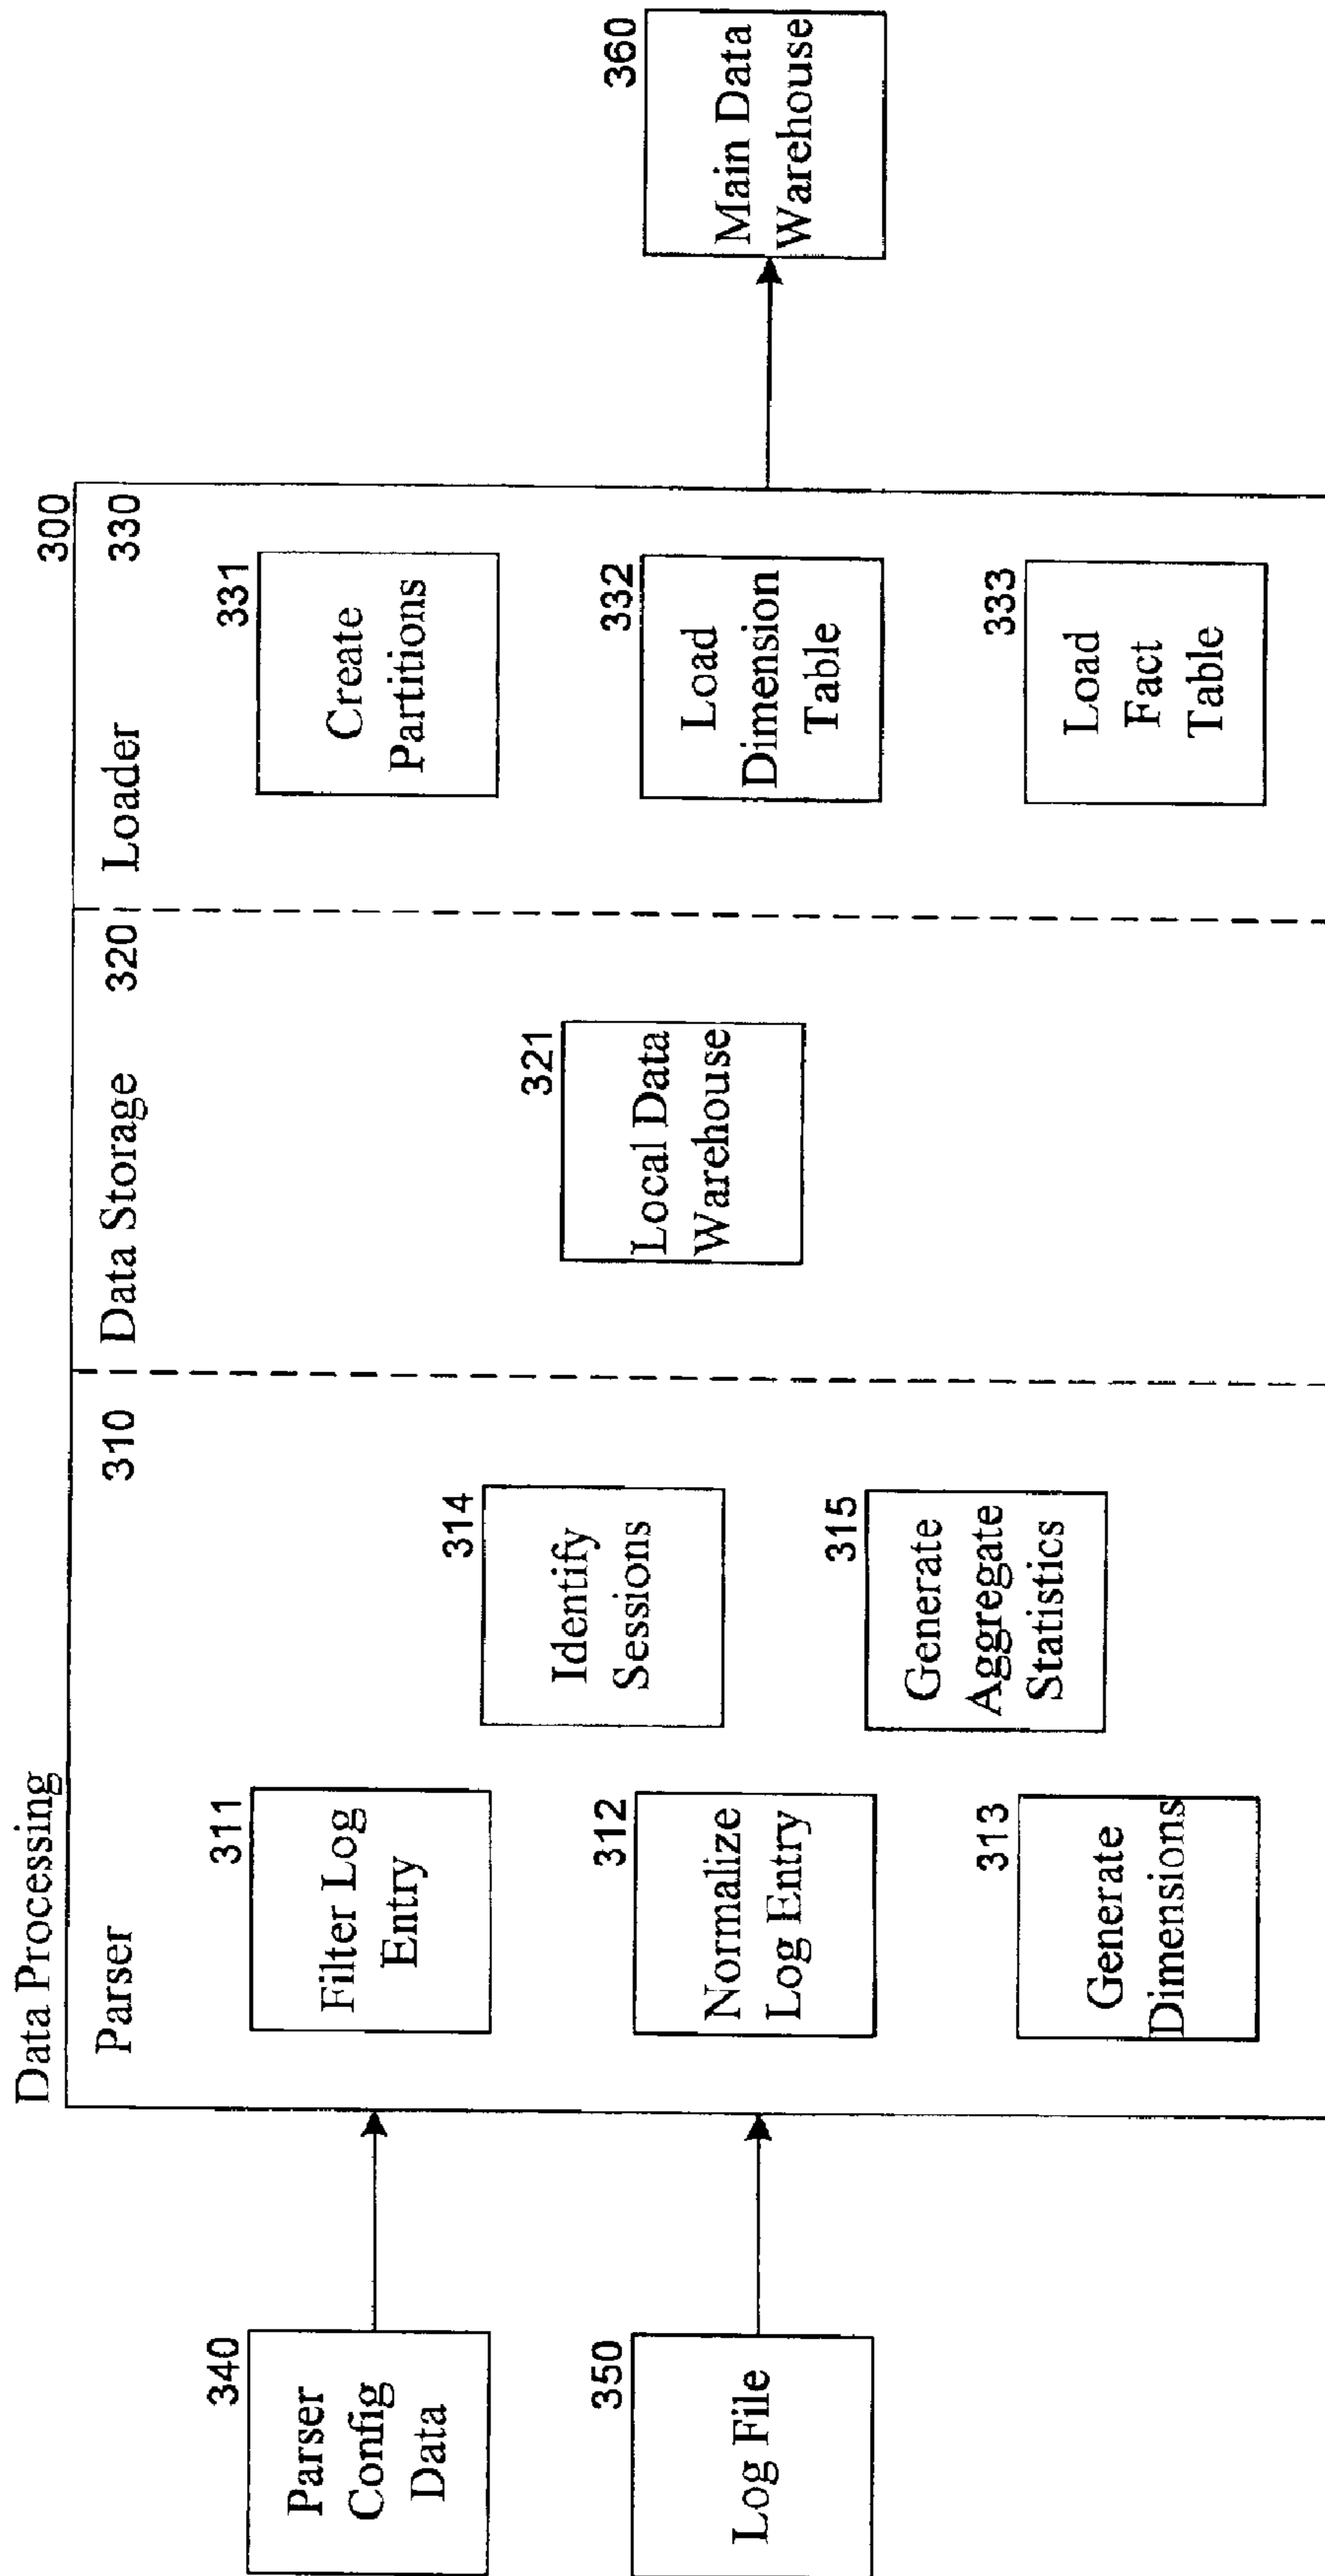 Data Processing
300
Parser
310
Data Storage
320
Loader
330
340
Parser
Config
Data
350
Log File
311
Filter Log
Entry
312
Normalize
Log Entry
313
Generate
Dimensions
314
Identify
Sessions
315
Generate
Aggregate
Statistics
321
Local Data
Warehouse
331
Create
Partitions
332
Load
Dimension
Table
333
Load
Fact
Table
360
Main Data
Warehouse